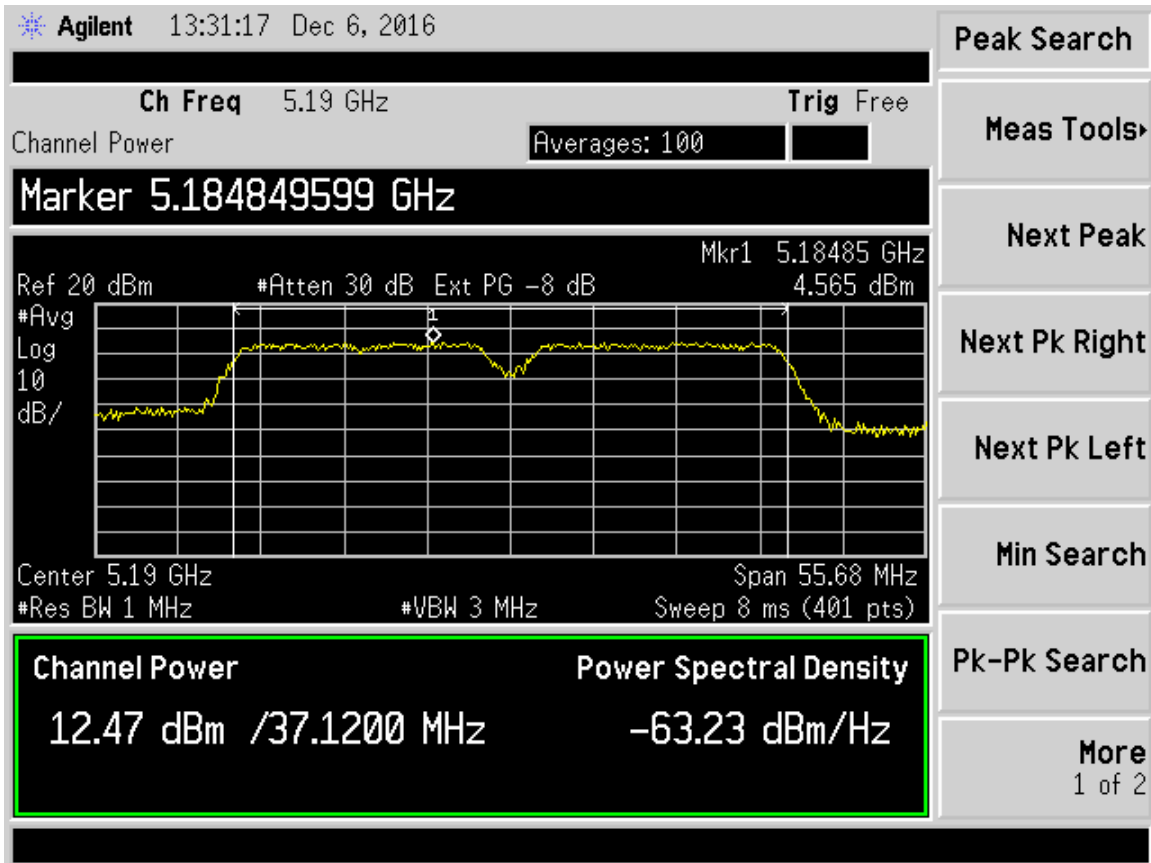 Agilent 13:31:17 Dec 6, 2016
Peak Search
Ch Freq 5.19 GHz Trig Free
Channel Power Averages: 100
Meas Tools
Marker 5.184849599 GHz
Next Peak
Mkr1 5.18485 GHz
Ref 20 dBm #Atten 30 dB Ext PG -8 dB 4.565 dBm
#Avg
Log
10
dB/
1
Next Pk Right
Next Pk Left
Center 5.19 GHz Span 55.68 MHz
#Res BW 1 MHz #VBW 3 MHz Sweep 8 ms (401 pts)
Min Search
Channel Power Power Spectral Density
12.47 dBm /37.1200 MHz -63.23 dBm/Hz
Pk-Pk Search
More
1 of 2